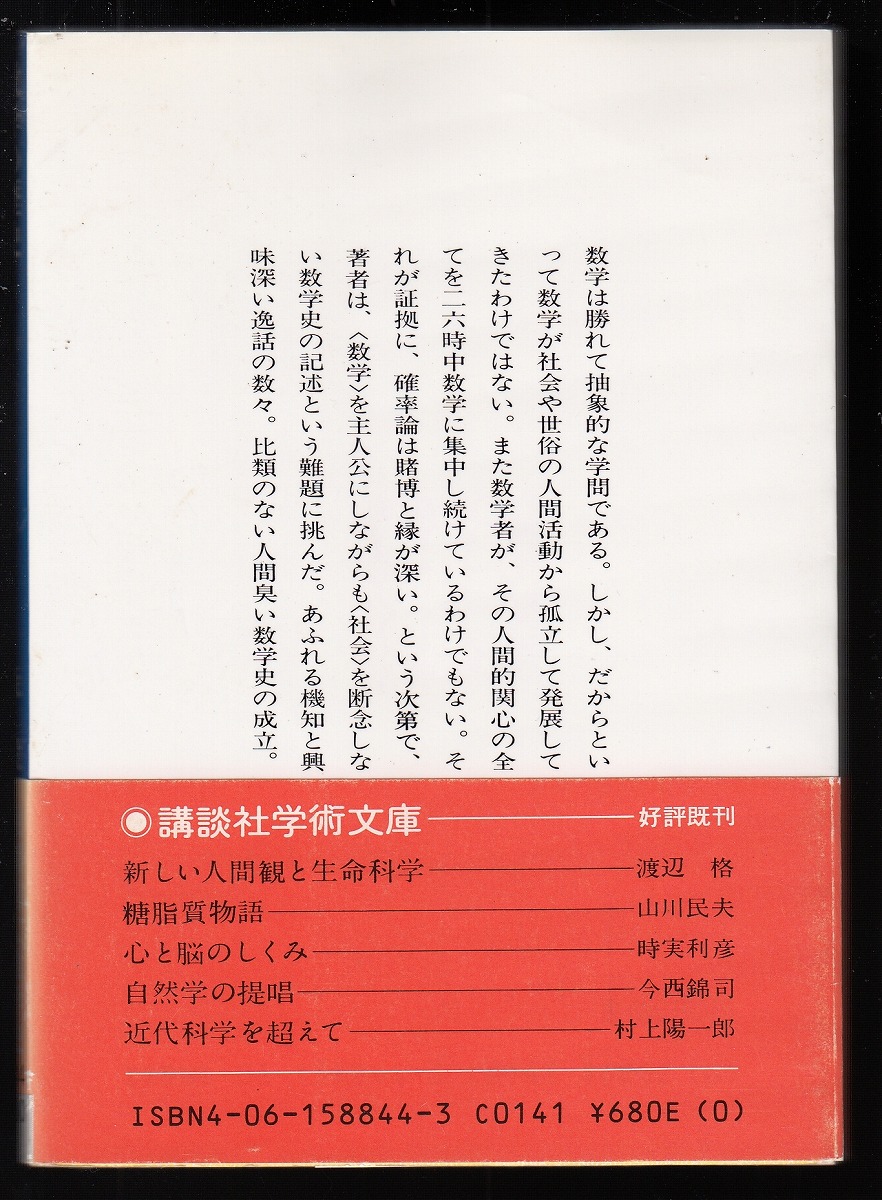 数学は勝れて抽象的な学問である。しかし、だからとい
って数学が社会や世俗の人間活動から孤立して発展して
きたわけではない。また数学者が、その人間的関心の全
てを二六時中数学に集中し続けているわけでもない。そ
れが証拠に、確率論は賭博と縁が深い。という次第で、
著者は、〈数学〉を主人公にしながらも〈社会〉を断念しな
い数学史の記述という難題に挑んだ。あふれる機知と興
味深い逸話の数々。比類のない人間臭い数学史の成立。
◉講談社学術文庫――好評既刊
新しい人間観と生命科学――渡辺 格
糖脂質物語――山川民夫
心と脳のしくみ――時実利彦
自然学の提唱――今西錦司
近代科学を超えて――村上陽一郎
ISBN4-06-158844-3 C0141 ¥680E (0)